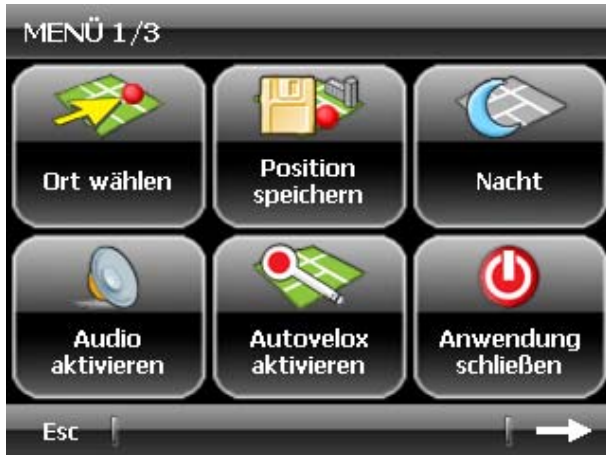 MENÜ 1/3
Ort wählen
Position
speichern
Nacht
Audio
aktivieren
Autovelox
aktivieren
Anwendung
schließen
Esc